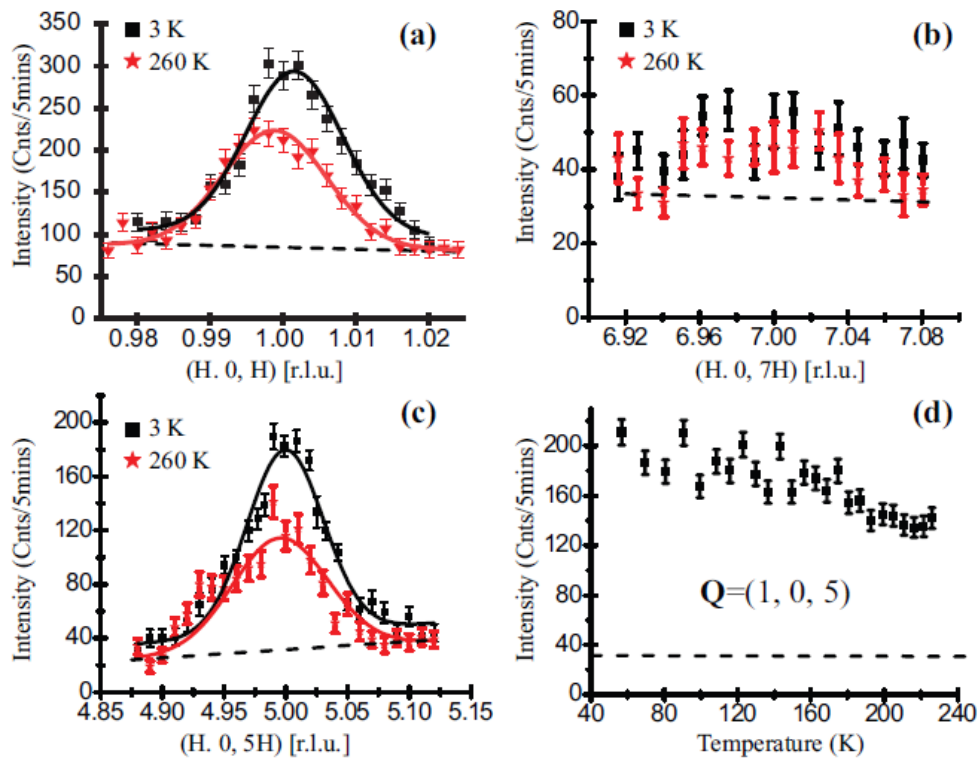 (a)
3 K
260 K
Intensity (Cnts/5mins)
350
300
250
200
150
100
50
0
0.98 0.99 1.00 1.01 1.02
(H. 0, H) [r.l.u.]
(b)
3 K
260 K
Intensity (Cnts/5mins)
80
60
40
20
0
6.92 6.96 7.00 7.04 7.08
(H. 0, 7H) [r.l.u.]
(c)
3 K
260 K
Intensity (Cnts/5mins)
200
160
120
80
40
0
4.85 4.90 4.95 5.00 5.05 5.10 5.15
(H. 0, 5H) [r.l.u.]
(d)
Intensity (Cnts/5mins)
200
160
120
80
40
0
Q=(1, 0, 5)
40 80 120 160 200 240
Temperature (K)